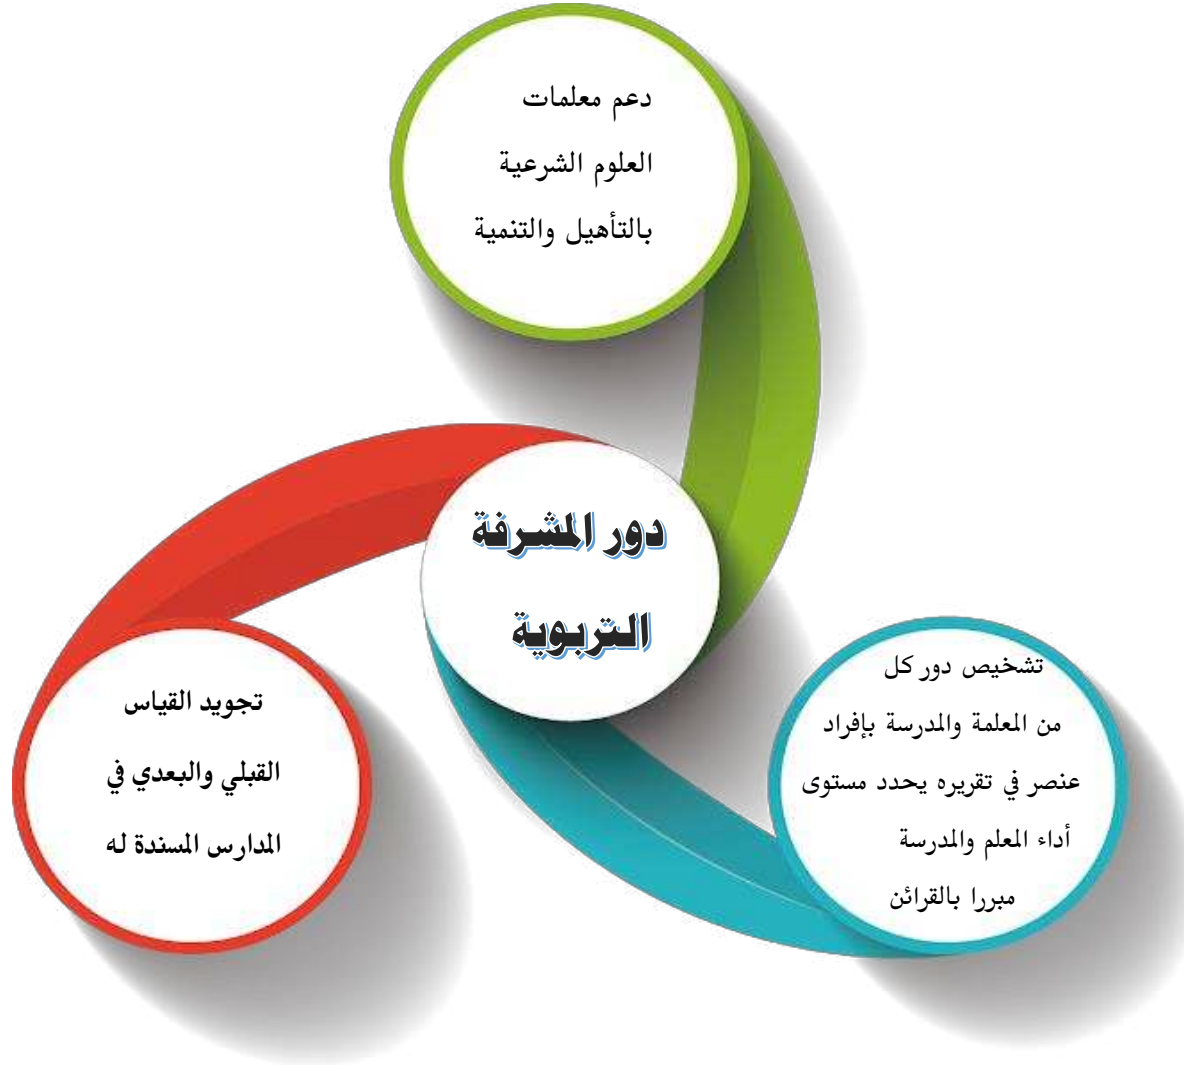 دعم معلمات
العلوم الشرعية
بالتأهيل والتنمية
دور المشرفة
التربوية
تشخيص دور كل
من المعلمة والمدرسة بإفراد
عنصر في تقريره يحدد مستوى
أداء المعلم والمدرسة
مبررا بالقرائن
تجويد القياس
القبلي والبعدي في
المدارس المسندة له